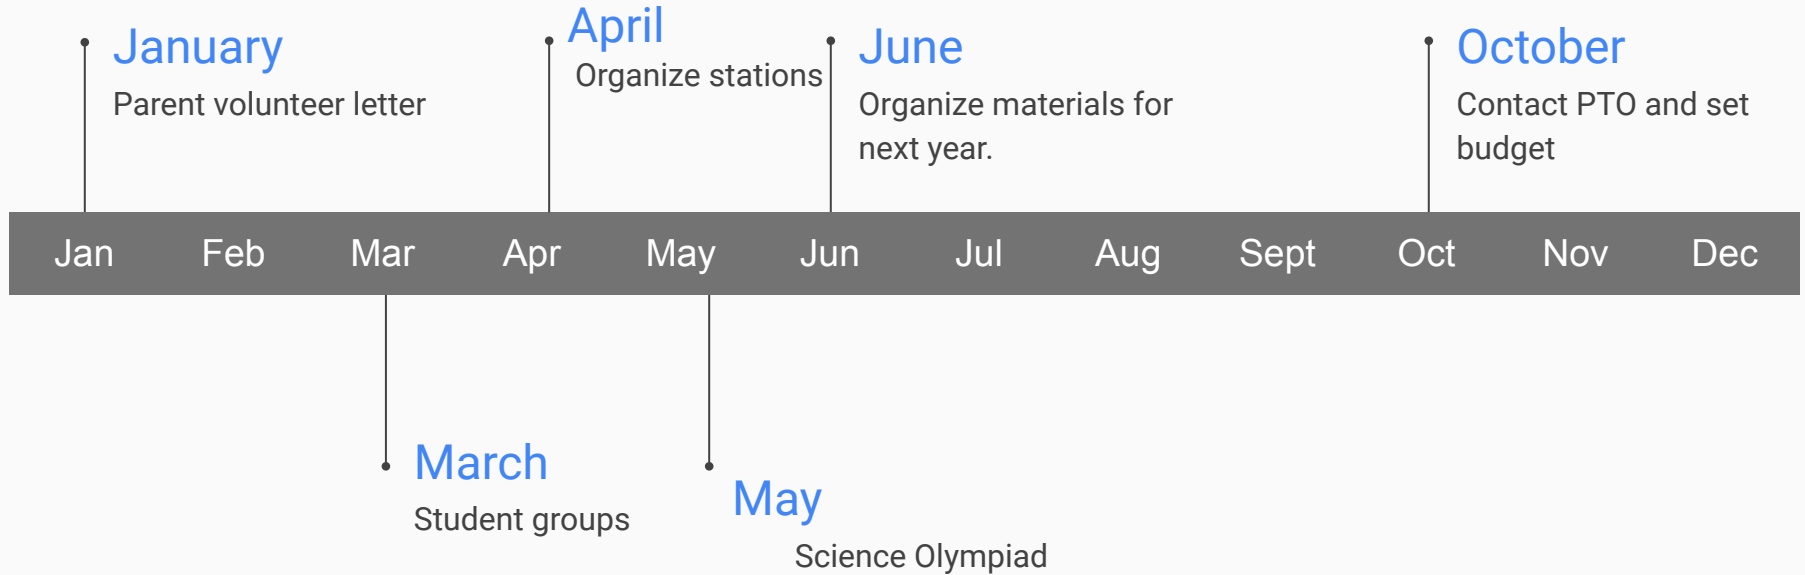 January
Parent volunteer letter
April
Organize stations
June
Organize materials for
next year.
October
Contact PTO and set
budget
Jan Feb Mar Apr May Jun Jul Aug Sept Oct Nov Dec
March
Student groups
May
Science Olympiad